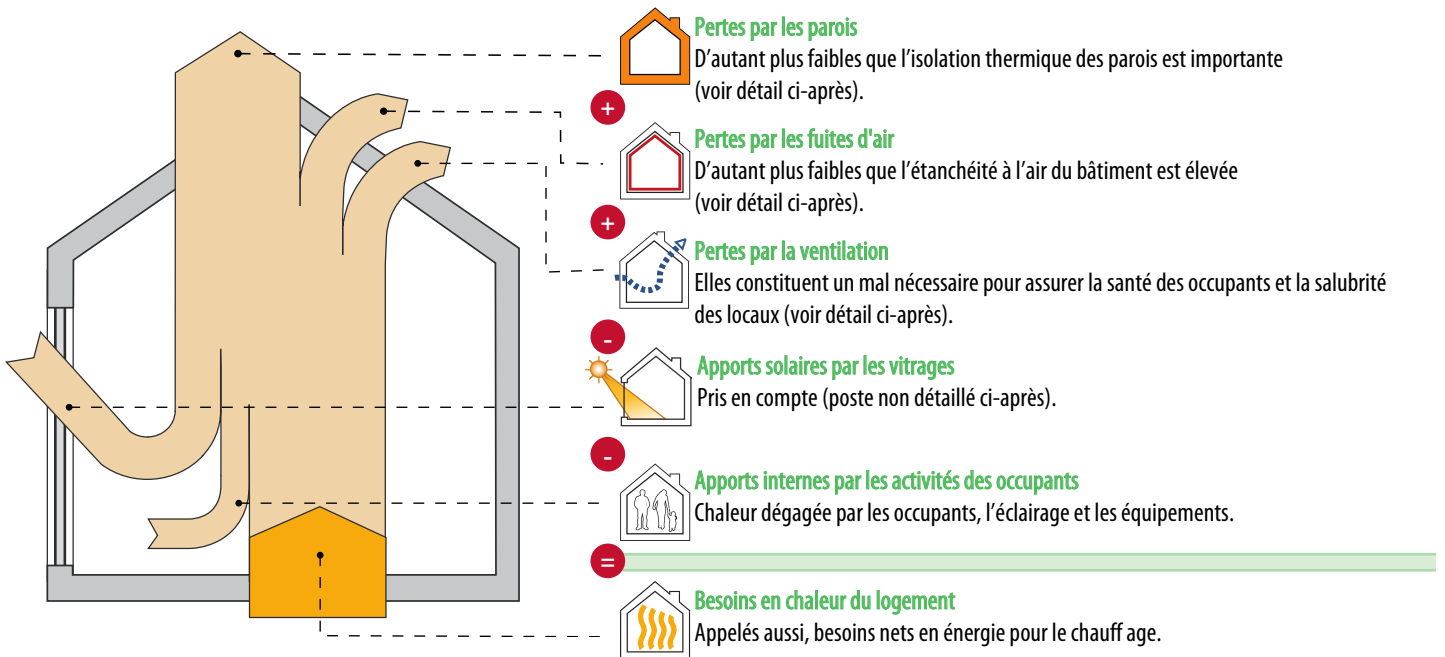 Pertes par les parois
D'autant plus faibles que l'isolation thermique des parois est importante
(voir détail ci-après).
+
Pertes par les fuites d'air
D'autant plus faibles que l'étanchéité à l'air du bâtiment est élevée
(voir détail ci-après).
+
Pertes par la ventilation
Elles constituent un mal nécessaire pour assurer la santé des occupants et la salubrité
des locaux (voir détail ci-après).
-
Apports solaires par les vitrages
Pris en compte (poste non détaillé ci-après).
-
Apports internes par les activités des occupants
Chaleur dégagée par les occupants, l'éclairage et les équipements.
=
Besoins en chaleur du logement
Appelés aussi, besoins nets en énergie pour le chauff age.